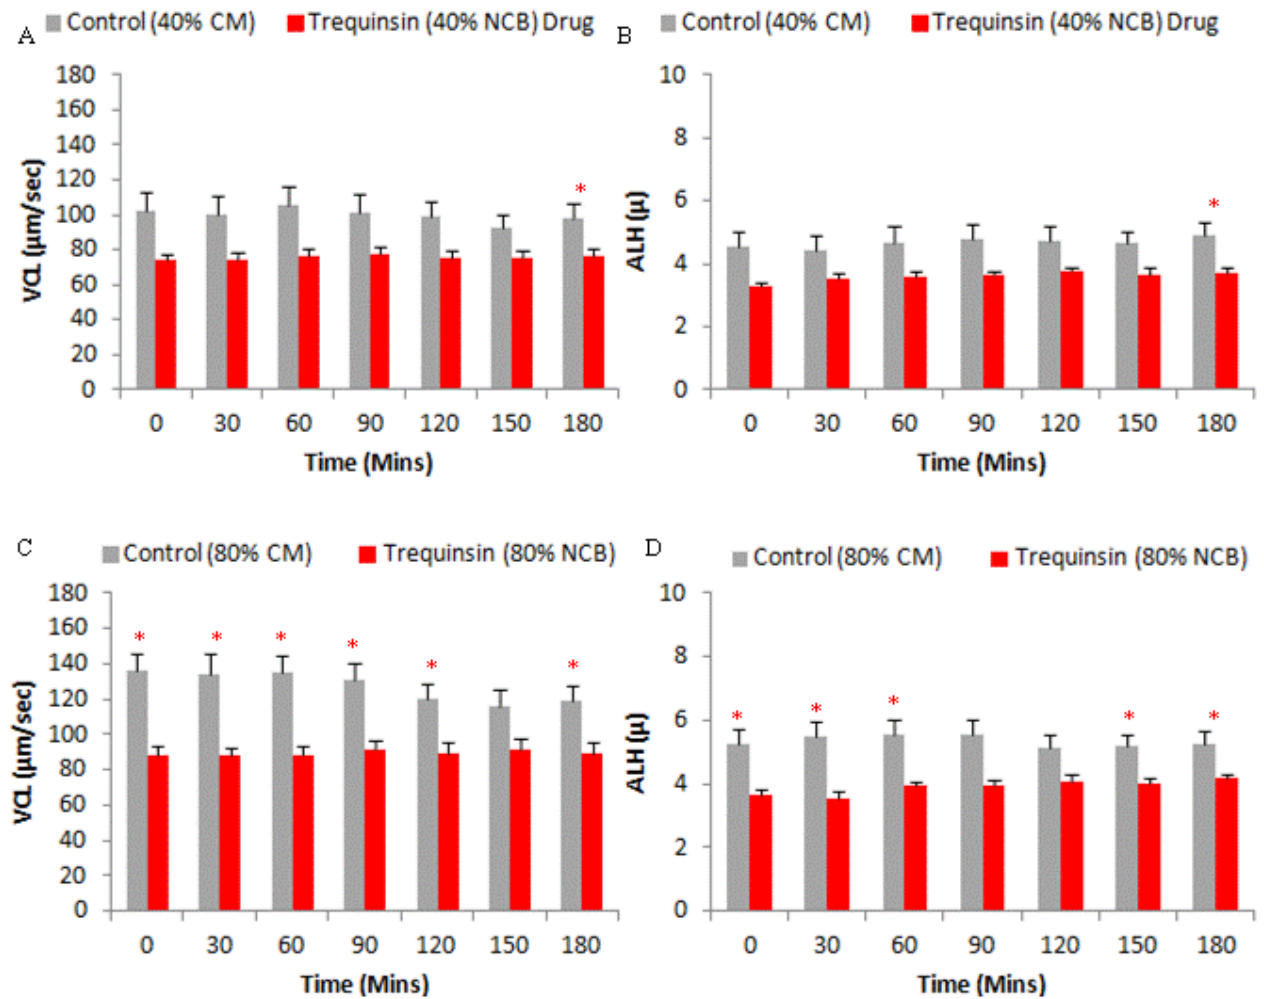 A Control (40% CM) Trequinsin (40% NCB) Drug
180
160
140
120
100
80
60
40
20
0
VCL (μm/sec)
*
0 30 60 90 120 150 180
Time (Mins)
B Control (40% CM) Trequinsin (40% NCB) Drug
10
8
6
4
2
0
ALH (μ)
*
0 30 60 90 120 150 180
Time (Mins)
C Control (80% CM) Trequinsin (80% NCB)
180
160
140
120
100
80
60
40
20
0
VCL (μm/sec)
* * * * * *
0 30 60 90 120 150 180
Time (Mins)
D Control (80% CM) Trequinsin (80% NCB)
10
8
6
4
2
0
ALH (μ)
* * * * *
0 30 60 90 120 150 180
Time (Mins)